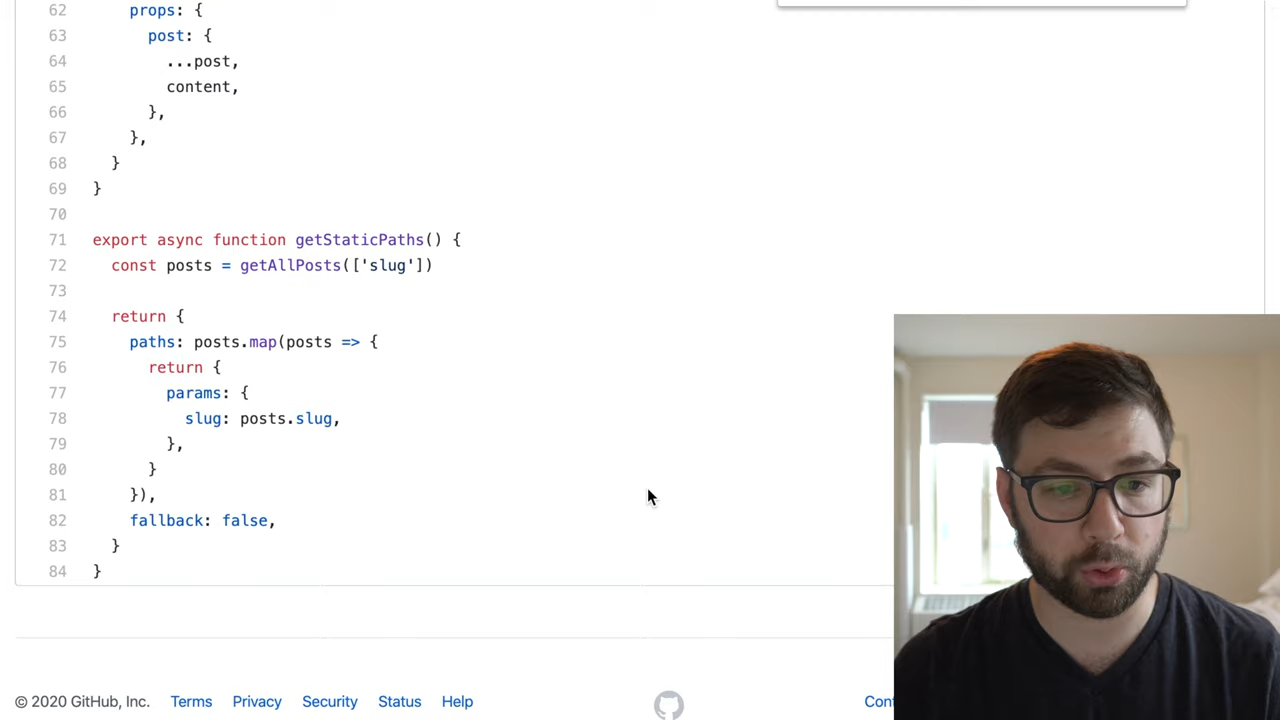 62 props: {
63 post: {
64 ...post,
65 content,
66 },
67 },
68 }
69 }
70
71 export async function getStaticPaths() {
72 const posts = getAllPosts(['slug'])
73
74 return {
75 paths: posts.map(posts => {
76 return {
77 params: {
78 slug: posts.slug,
79 },
80 }
81 }),
82 fallback: false,
83 }
84 }
© 2020 GitHub, Inc. Terms Privacy Security Status Help